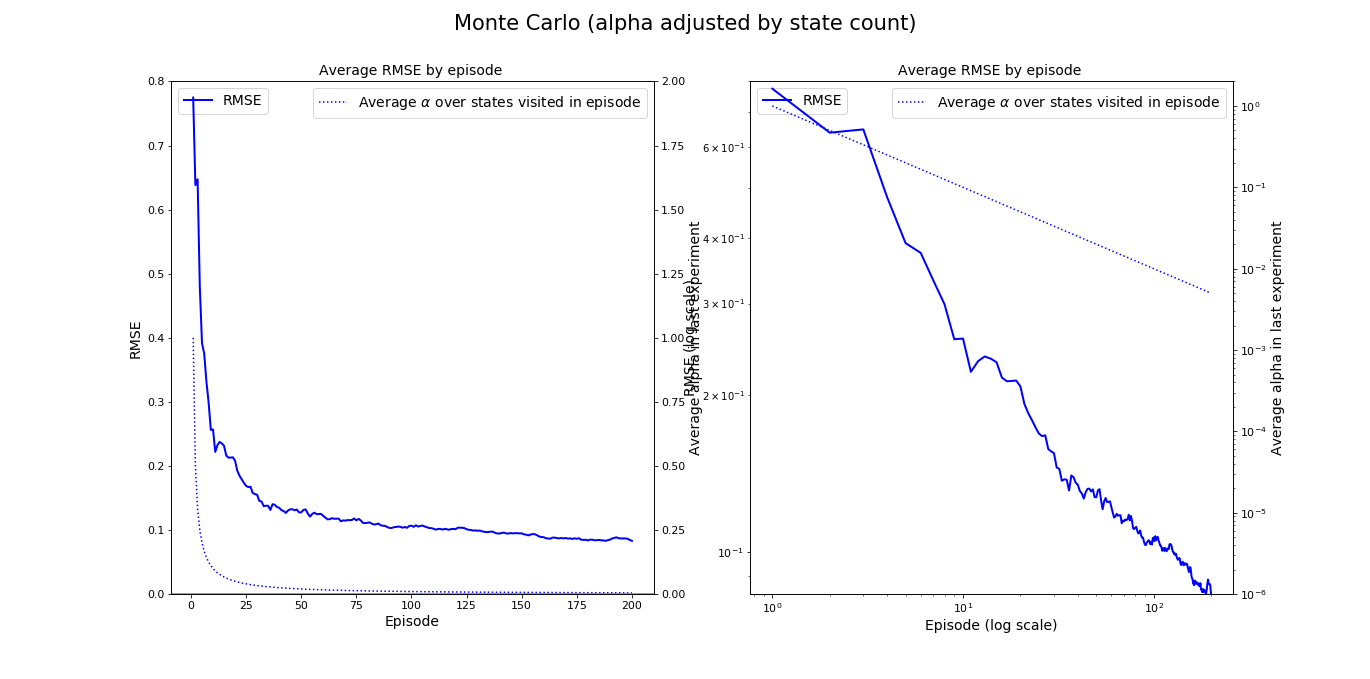 Monte Carlo (alpha adjusted by state count)
Average RMSE by episode
RMSE
Average α over states visited in episode
0.8
0.7
0.6
0.5
0.4
0.3
0.2
0.1
0.0
RMSE
2.00
1.75
1.50
1.25
1.00
0.75
0.50
0.25
0.00
Average alpha in last experiment
0
25
50
75
100
125
150
175
200
Episode
Average RMSE by episode
RMSE
Average α over states visited in episode
6 × 10⁻¹
4 × 10⁻¹
3 × 10⁻¹
2 × 10⁻¹
10⁻¹
RMSE (log scale)
10⁰
10⁻¹
10⁻²
10⁻³
10⁻⁴
10⁻⁵
10⁻⁶
Average alpha in last experiment
10⁰
10¹
10²
Episode (log scale)